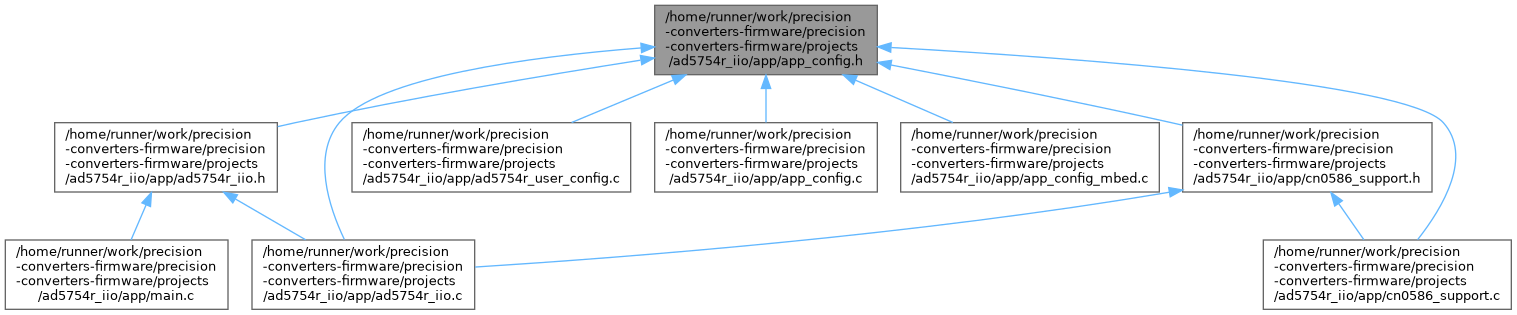 /home/runner/work/precision
-converters-firmware/precision
-converters-firmware/projects
/ad5754r_iio/app/app_config.h
/home/runner/work/precision
-converters-firmware/precision
-converters-firmware/projects
/ad5754r_iio/app/ad5754r_iio.h
/home/runner/work/precision
-converters-firmware/precision
-converters-firmware/projects
/ad5754r_iio/app/ad5754r_user_config.c
/home/runner/work/precision
-converters-firmware/precision
-converters-firmware/projects
/ad5754r_iio/app/app_config.c
/home/runner/work/precision
-converters-firmware/precision
-converters-firmware/projects
/ad5754r_iio/app/app_config_mbed.c
/home/runner/work/precision
-converters-firmware/precision
-converters-firmware/projects
/ad5754r_iio/app/cn0586_support.h
/home/runner/work/precision
-converters-firmware/precision
-converters-firmware/projects
/ad5754r_iio/app/main.c
/home/runner/work/precision
-converters-firmware/precision
-converters-firmware/projects
/ad5754r_iio/app/ad5754r_iio.c
/home/runner/work/precision
-converters-firmware/precision
-converters-firmware/projects
/ad5754r_iio/app/cn0586_support.c